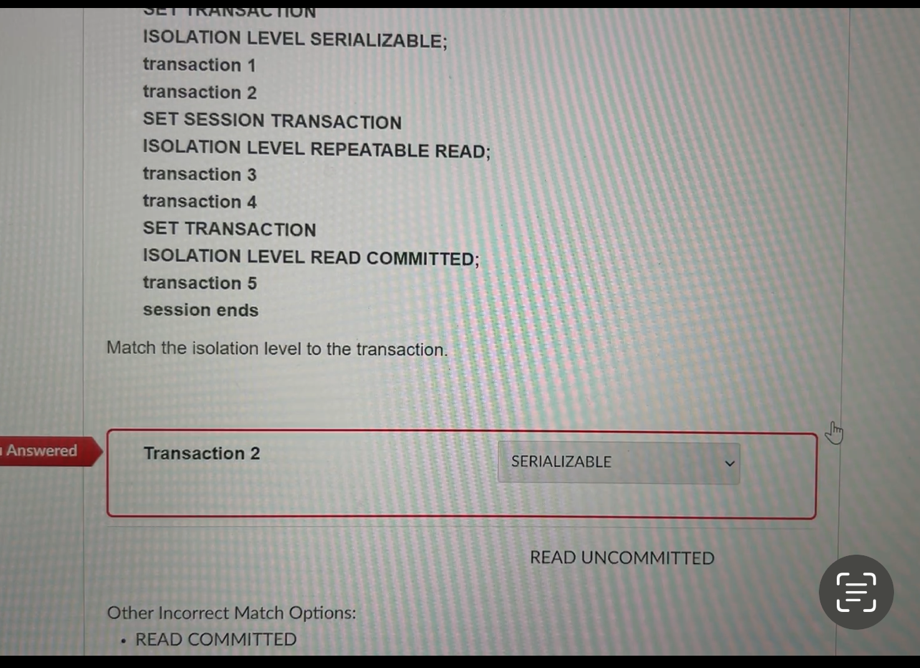 SET TRANSACTION
ISOLATION LEVEL SERIALIZABLE;
transaction 1
transaction 2
SET SESSION TRANSACTION
ISOLATION LEVEL REPEATABLE READ;
transaction 3
transaction 4
SET TRANSACTION
ISOLATION LEVEL READ COMMITTED;
transaction 5
session ends
Match the isolation level to the transaction.
Answered
Transaction 2
SERIALIZABLE
READ UNCOMMITTED
Other Incorrect Match Options:
• READ COMMITTED